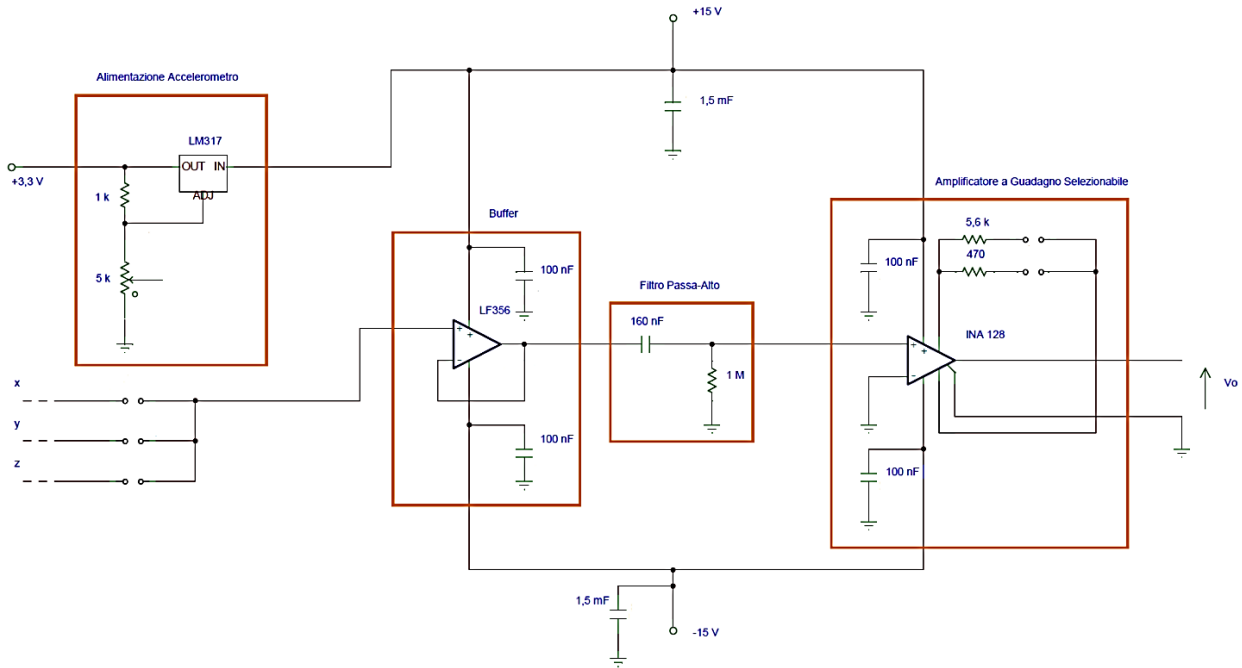 +15 V
Alimentazione Accelerometro
1,5 mF
LM317
OUT IN
ADJ
+3,3 V
1 k
5 k
Amplificatore a Guadagno Selezionabile
5,6 k
470
100 nF
INA 128
Buffer
100 nF
LF356
Filtro Passa-Alto
160 nF
1 M
+
+
-
+
+
-
x
y
z
Vo
100 nF
100 nF
1,5 mF
-15 V